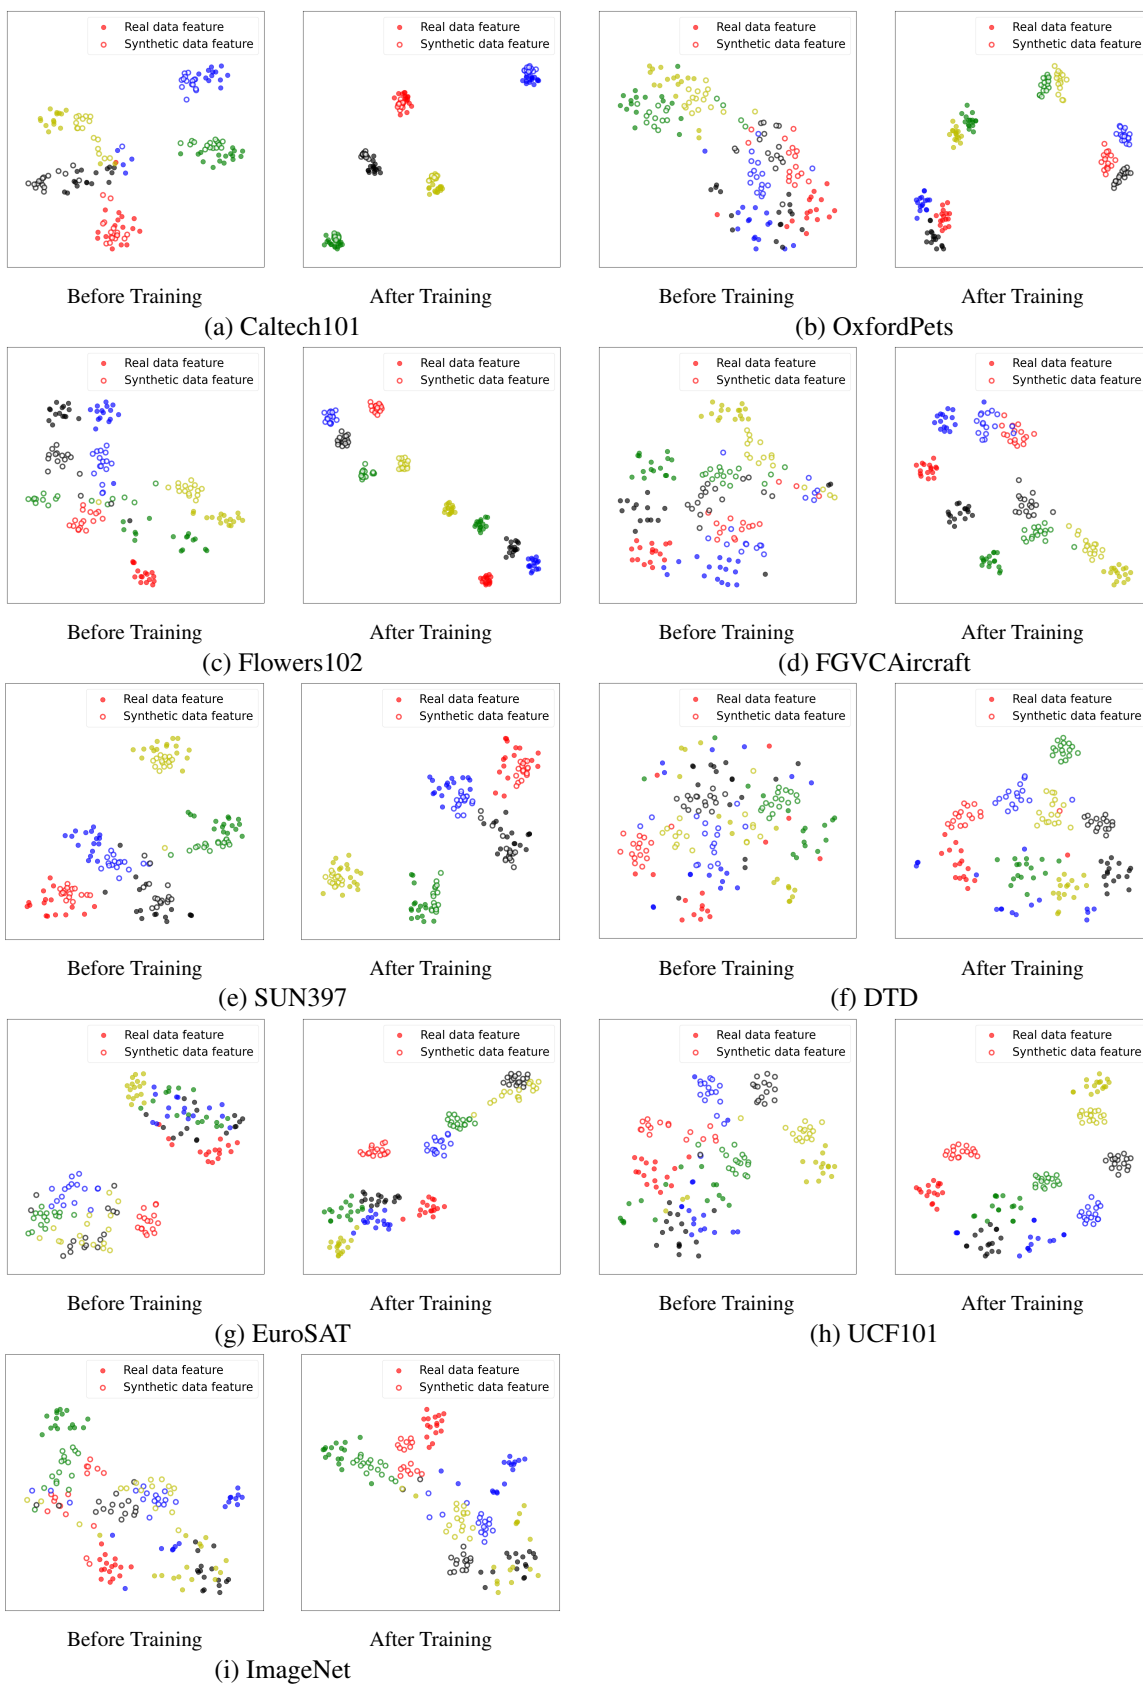 Real data feature
Synthetic data feature
Real data feature
Synthetic data feature
Real data feature
Synthetic data feature
Real data feature
Synthetic data feature
Before Training
After Training
Before Training
After Training
(a) Caltech101
(b) OxfordPets
Real data feature
Synthetic data feature
Real data feature
Synthetic data feature
Real data feature
Synthetic data feature
Real data feature
Synthetic data feature
Before Training
After Training
Before Training
After Training
(c) Flowers102
(d) FGVCAircraft
Real data feature
Synthetic data feature
Real data feature
Synthetic data feature
Real data feature
Synthetic data feature
Real data feature
Synthetic data feature
Before Training
After Training
Before Training
After Training
(e) SUN397
(f) DTD
Real data feature
Synthetic data feature
Real data feature
Synthetic data feature
Real data feature
Synthetic data feature
Real data feature
Synthetic data feature
Before Training
After Training
Before Training
After Training
(g) EuroSAT
(h) UCF101
Real data feature
Synthetic data feature
Real data feature
Synthetic data feature
Before Training
After Training
(i) ImageNet